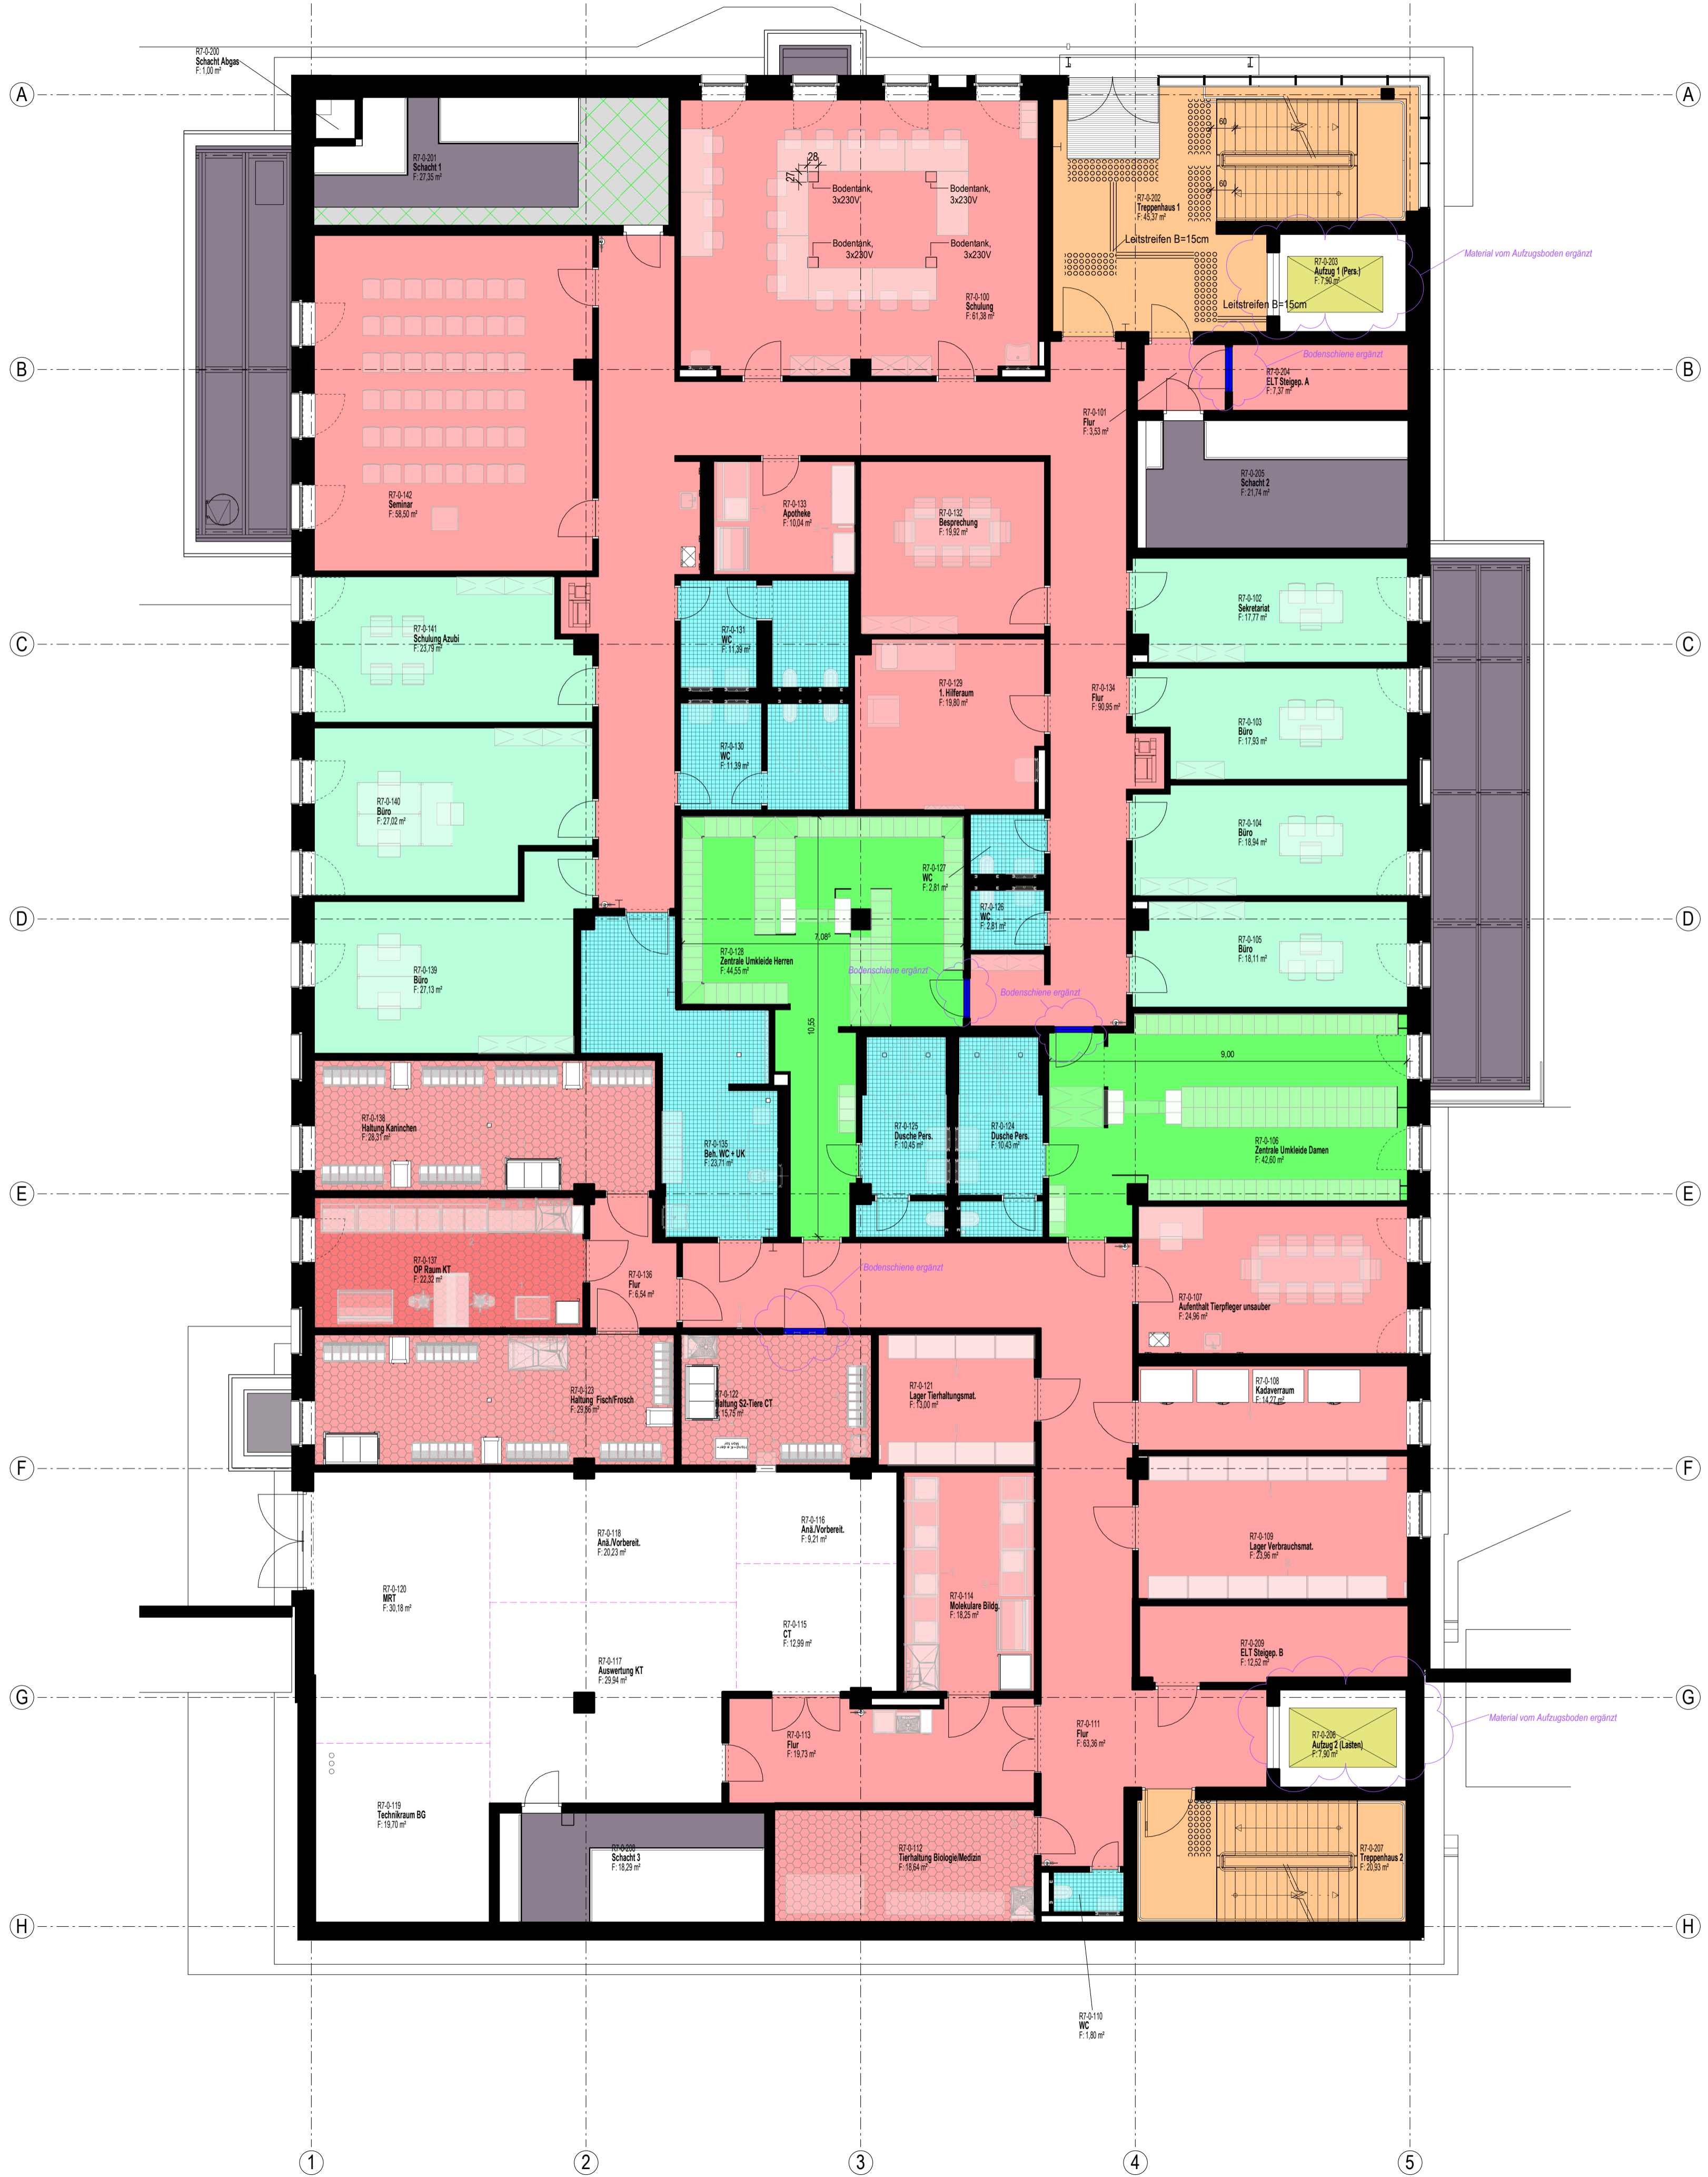 R7-0-200
Schacht Abgas
F: 1,00 m²
A
A
R7-0-201
Schacht 1
F: 27,35 m²
28
27
Bodentank,
3x230V
Bodentank,
3x230V
Bodentank,
3x230V
Bodentank,
3x230V
R7-0-100
Schulung
F: 61,38 m²
60
60
R7-0-202
Treppenhaus 1
F: 45,37 m²
Leitstreifen B=15cm
Material vom Aufzugsboden ergänzt
R7-0-203
Aufzug 1 (Pers.)
F: 7,90 m²
Leitstreifen B=15cm
Bodenschiene ergänzt
B
B
R7-0-204
ELT Steigep. A
F: 7,37 m²
R7-0-101
Flur
F: 3,53 m²
R7-0-205
Schacht 2
F: 21,74 m²
R7-0-142
Seminar
F: 58,50 m²
R7-0-133
Apotheke
F: 10,04 m²
R7-0-132
Besprechung
F: 19,92 m²
R7-0-102
Sekretariat
F: 17,77 m²
R7-0-141
Schulung Azubi
F: 23,79 m²
R7-0-131
WC
F: 11,39 m²
C
C
R7-0-129
1. Hilferaum
F: 19,80 m²
R7-0-134
Flur
F: 90,95 m²
R7-0-103
Büro
F: 17,93 m²
R7-0-130
WC
F: 11,39 m²
R7-0-140
Büro
F: 27,02 m²
R7-0-104
Büro
F: 18,94 m²
R7-0-127
WC
F: 2,81 m²
R7-0-126
WC
F: 2,81 m²
D
D
7,08⁵
R7-0-128
Zentrale Umkleide Herren
F: 44,55 m²
R7-0-105
Büro
F: 18,11 m²
R7-0-139
Büro
F: 27,13 m²
Bodenschiene ergänzt
Bodenschiene ergänzt
10,55
9,00
R7-0-138
Haltung Kaninchen
F: 28,31 m²
R7-0-135
Beh. WC + UK
F: 23,71 m²
R7-0-125
Dusche Pers.
F: 10,45 m²
R7-0-124
Dusche Pers.
F: 10,43 m²
R7-0-106
Zentrale Umkleide Damen
F: 42,60 m²
E
E
R7-0-137
OP Raum KT
F: 22,32 m²
R7-0-136
Flur
F: 6,54 m²
Bodenschiene ergänzt
R7-0-107
Aufenthalt Tierpfleger unsauber
F: 24,96 m²
R7-0-123
Haltung Fisch/Frosch
F: 29,86 m²
R7-0-122
Haltung S2-Tiere CT
F: 15,75 m²
R7-0-121
Lager Tierhaltungsmat.
F: 13,00 m²
R7-0-108
Kadaverraum
F: 14,27 m²
F
F
R7-0-118
Anä./Vorbereit.
F: 20,23 m²
R7-0-116
Anä./Vorbereit.
F: 9,21 m²
R7-0-109
Lager Verbrauchsmat.
F: 23,96 m²
R7-0-120
MRT
F: 30,18 m²
R7-0-114
Molekulare Bildg.
F: 18,25 m²
R7-0-115
CT
F: 12,99 m²
R7-0-209
ELT Steigep. B
F: 12,52 m²
R7-0-117
Auswertung KT
F: 29,94 m²
G
G
R7-0-113
Flur
F: 19,73 m²
R7-0-111
Flur
F: 63,36 m²
Material vom Aufzugsboden ergänzt
R7-0-206
Aufzug 2 (Lasten)
F: 7,90 m²
R7-0-119
Technikraum BG
F: 19,70 m²
R7-0-208
Schacht 3
F: 18,29 m²
R7-0-112
Tierhaltung Biologie/Medizin
F: 18,64 m²
R7-0-207
Treppenhaus 2
F: 20,93 m²
H
H
R7-0-110
WC
F: 1,80 m²
1
2
3
4
5